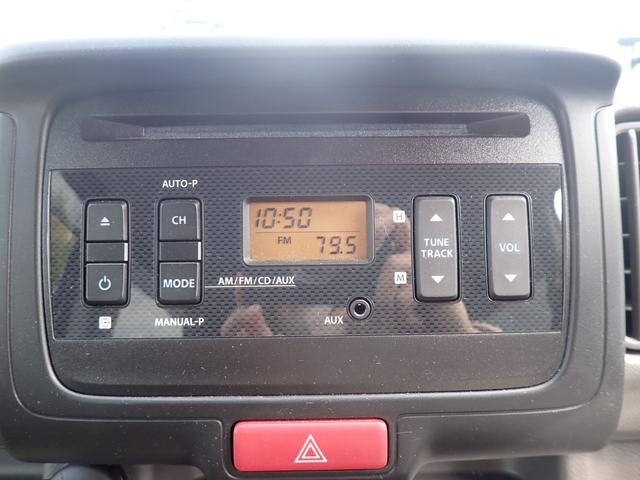 AUTO-P
CH
MODE
MANUAL-P
10:50
FM 79.5
AM/FM/CD/AUX
AUX
H
M
TUNE
TRACK
VOL